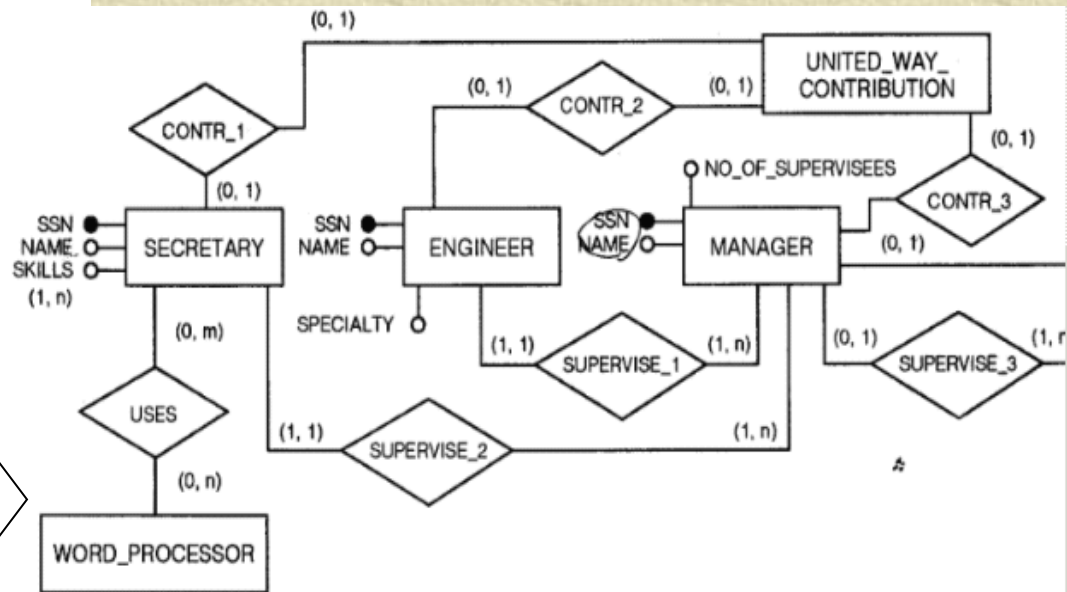 (0, 1)
UNITED_WAY_
CONTRIBUTION
(0, 1)
CONTR_2
(0, 1)
CONTR_1
(0, 1)
NO_OF_SUPERVISEES
CONTR_3
(0, 1)
SSN
NAME
SKILLS
(1, n)
SECRETARY
SSN
NAME
ENGINEER
SSN
NAME
MANAGER
(0, 1)
SPECIALTY
(0, m)
(1, 1)
SUPERVISE_1
(1, n)
(0, 1)
SUPERVISE_3
(1, n
USES
(1, 1)
SUPERVISE_2
(1, n)
(0, n)
WORD_PROCESSOR